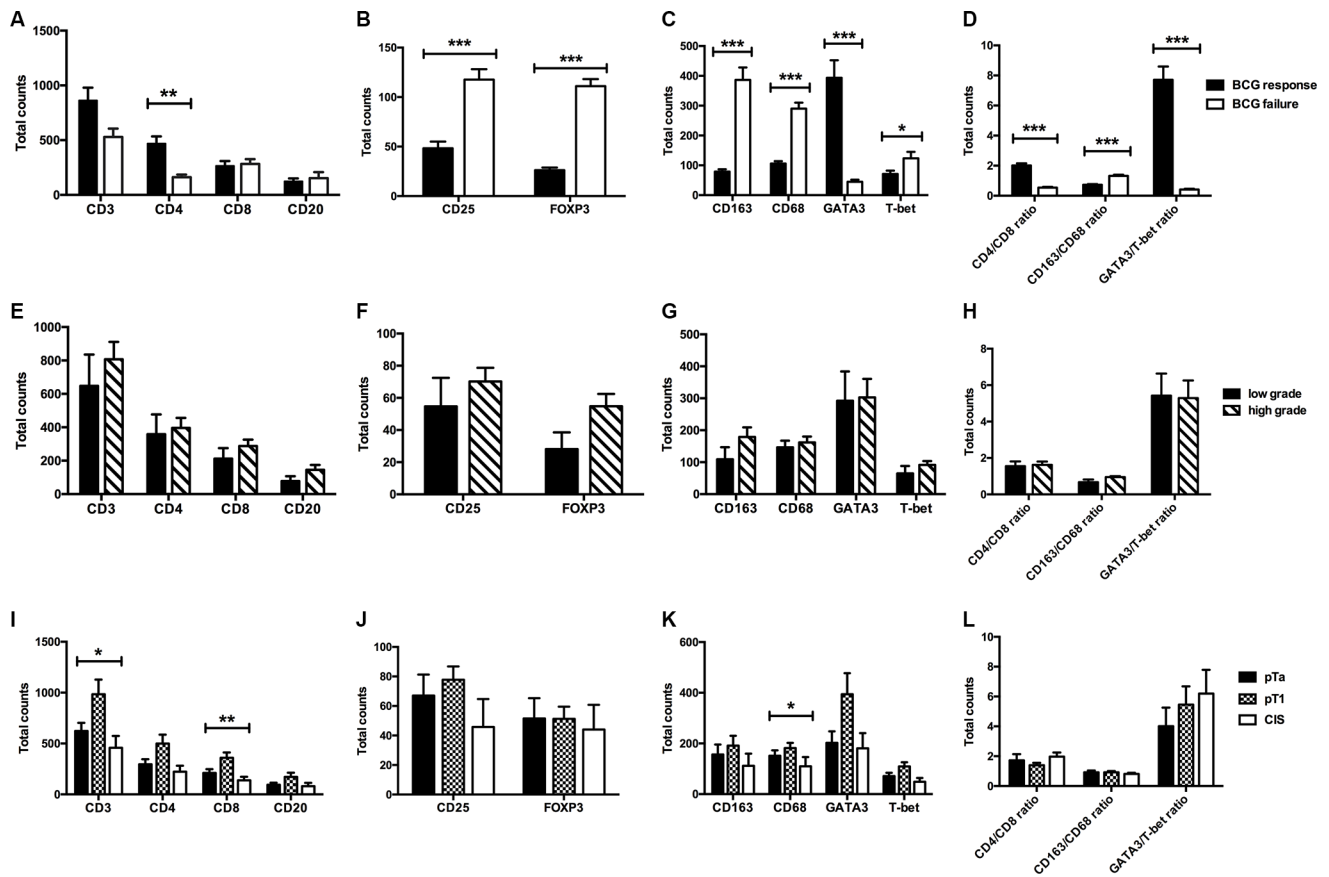 A
1500
1000
500
0
Total counts
**
CD3 CD4 CD8 CD20
B
150
100
50
0
Total counts
***
***
CD25 FOXP3
C
500
400
300
200
100
0
Total counts
***
***
***
*
CD163 CD68 GATA3 T-bet
D
10
8
6
4
2
0
Total counts
***
***
***
CD4/CD8 ratio
CD163/CD68 ratio
GATA3/T-bet ratio
BCG response
BCG failure
E
1000
800
600
400
200
0
Total counts
CD3 CD4 CD8 CD20
F
100
80
60
40
20
0
Total counts
CD25 FOXP3
G
500
400
300
200
100
0
Total counts
CD163 CD68 GATA3 T-bet
H
8
6
4
2
0
Total counts
CD4/CD8 ratio
CD163/CD68 ratio
GATA3/T-bet ratio
low grade
high grade
I
1500
1000
500
0
Total counts
*
**
CD3 CD4 CD8 CD20
J
100
80
60
40
20
0
Total counts
CD25 FOXP3
K
600
400
200
0
Total counts
*
CD163 CD68 GATA3 T-bet
L
10
8
6
4
2
0
Total counts
CD4/CD8 ratio
CD163/CD68 ratio
GATA3/T-bet ratio
pTa
pT1
CIS